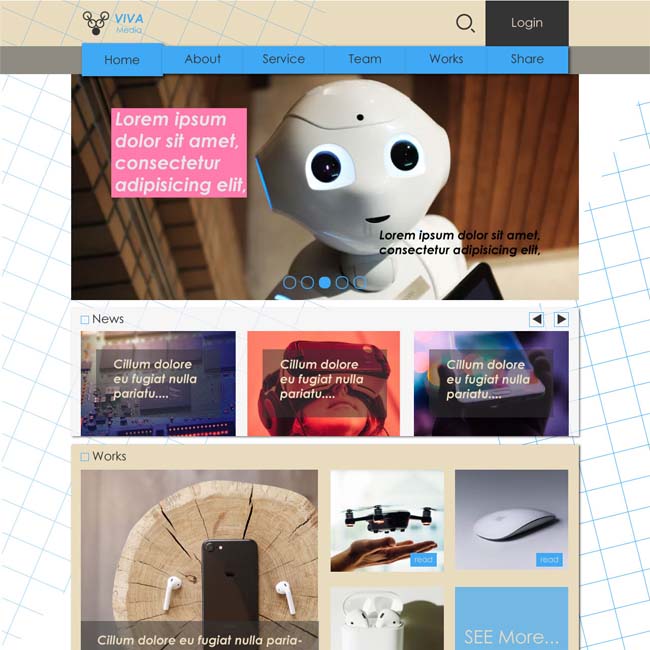 VIVA
Media
Login
Home
About
Service
Team
Works
Share
Lorem ipsum
dolor sit amet,
consectetur
adipisicing elit,
Lorem ipsum dolor sit amet,
consectetur adipisicing elit,
News
Cillum dolore
eu fugiat nulla
pariatu....
Cillum dolore
eu fugiat nulla
pariatu....
Cillum dolore
eu fugiat nulla
pariatu....
Works
read
read
Cillum dolore eu fugiat nulla paria-
SEE More...